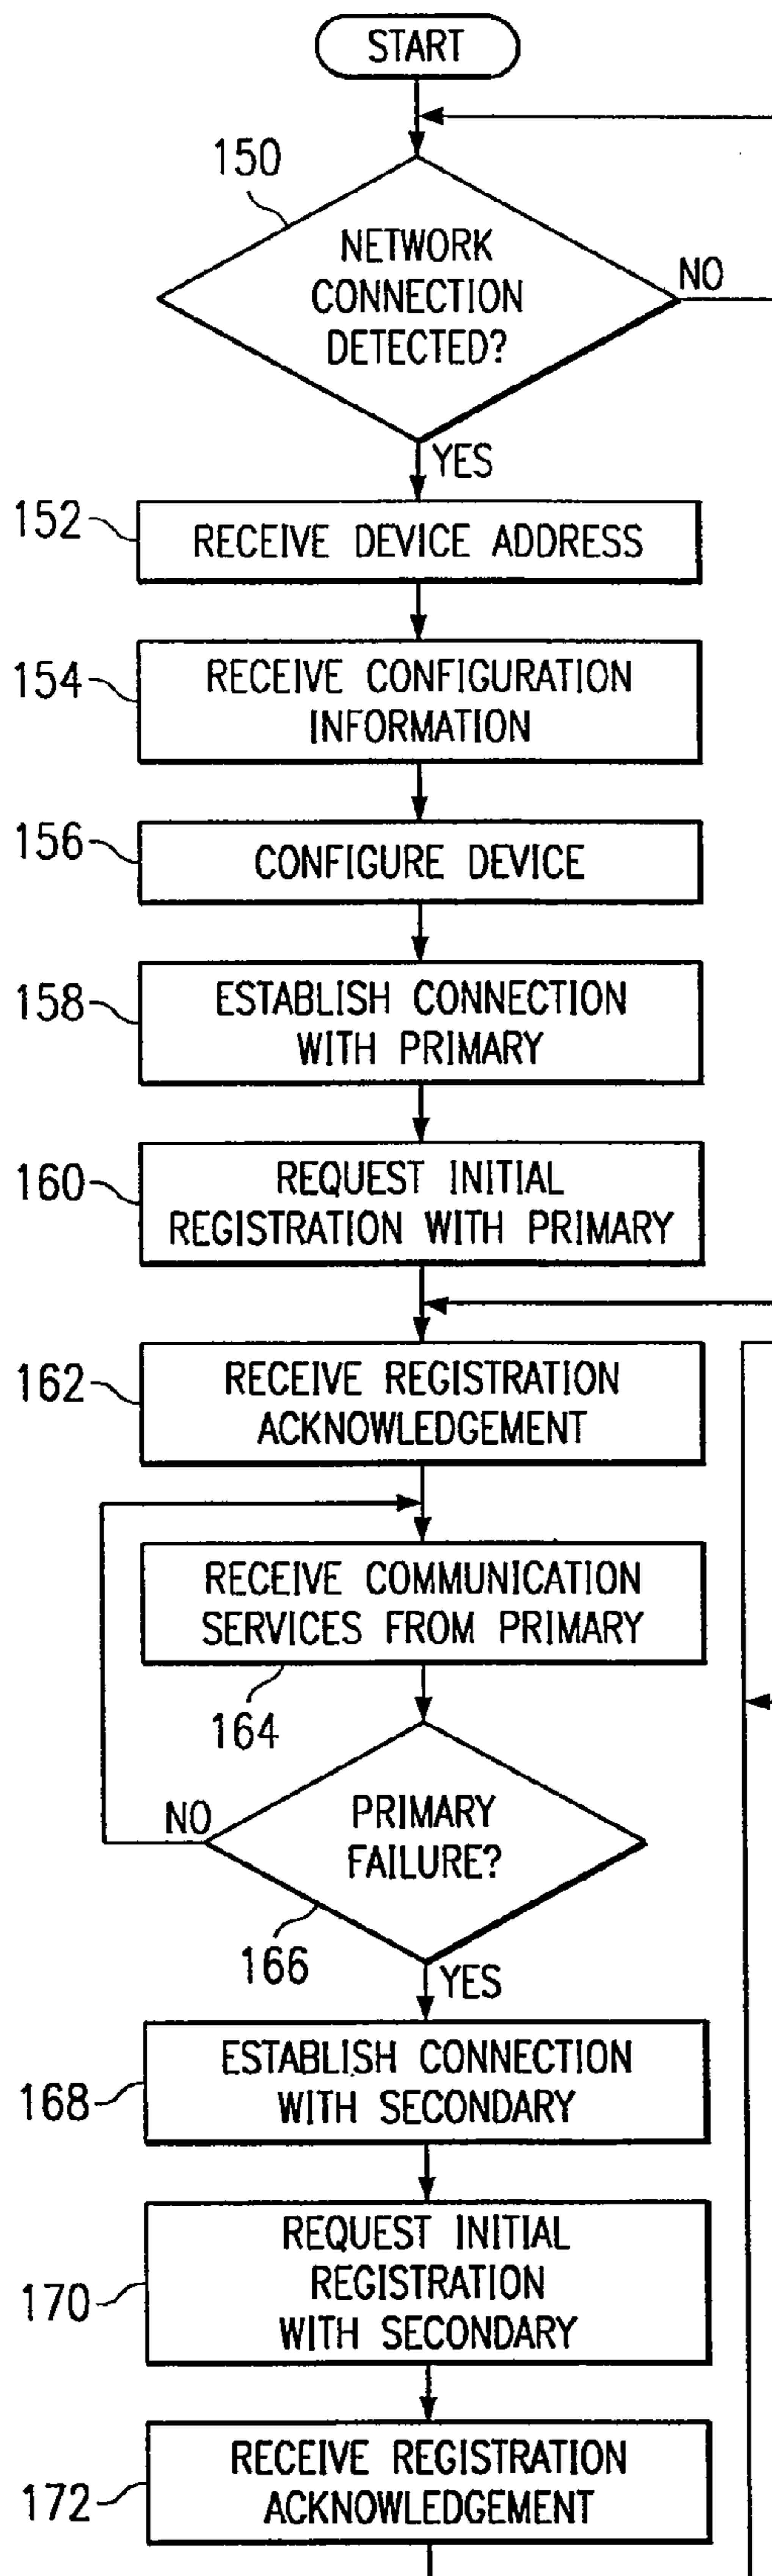 START
150
NETWORK
CONNECTION
DETECTED?
NO
YES
152
RECEIVE DEVICE ADDRESS
154
RECEIVE CONFIGURATION
INFORMATION
156
CONFIGURE DEVICE
158
ESTABLISH CONNECTION
WITH PRIMARY
160
REQUEST INITIAL
REGISTRATION WITH PRIMARY
162
RECEIVE REGISTRATION
ACKNOWLEDGEMENT
RECEIVE COMMUNICATION
SERVICES FROM PRIMARY
164
NO
PRIMARY
FAILURE?
166
YES
168
ESTABLISH CONNECTION
WITH SECONDARY
170
REQUEST INITIAL
REGISTRATION
WITH SECONDARY
172
RECEIVE REGISTRATION
ACKNOWLEDGEMENT